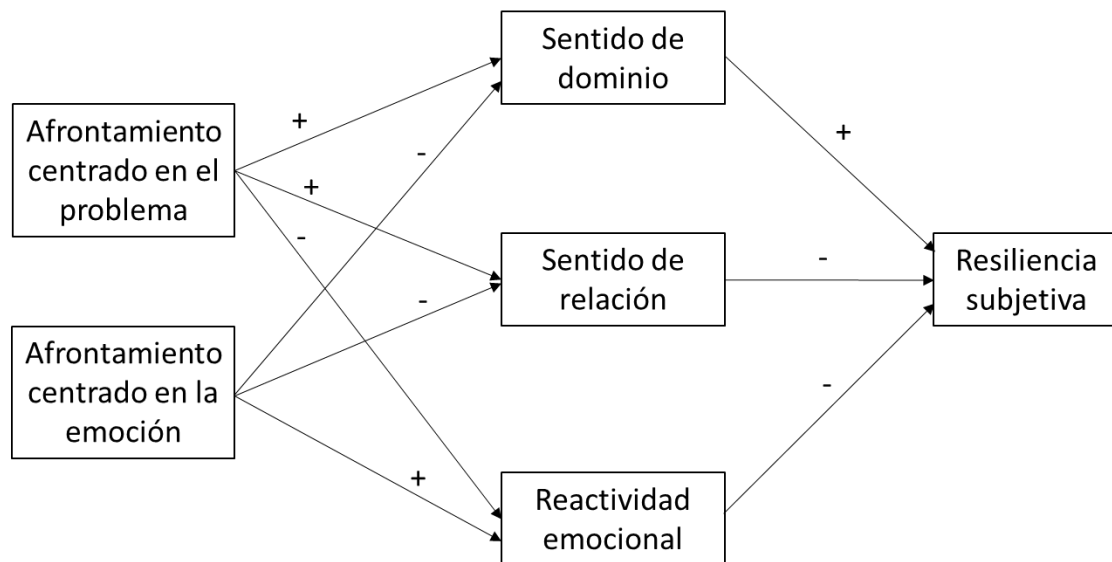 Afrontamiento
centrado en el
problema
Afrontamiento
centrado en la
emoción
+
-
+
-
-
+
Sentido de
dominio
Sentido de
relación
Reactividad
emocional
+
-
-
Resiliencia
subjetiva